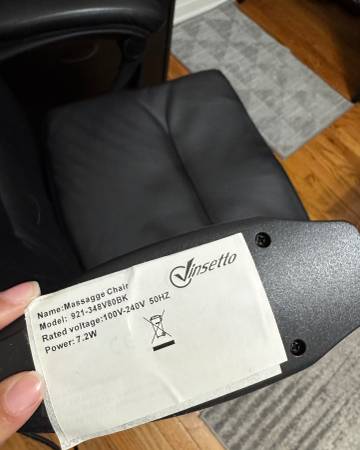 Vinsetto
Name:Massagge Chair
Model: 921-348V80BK
Rated voltage:100V-240V 50HZ
Power: 7.2W